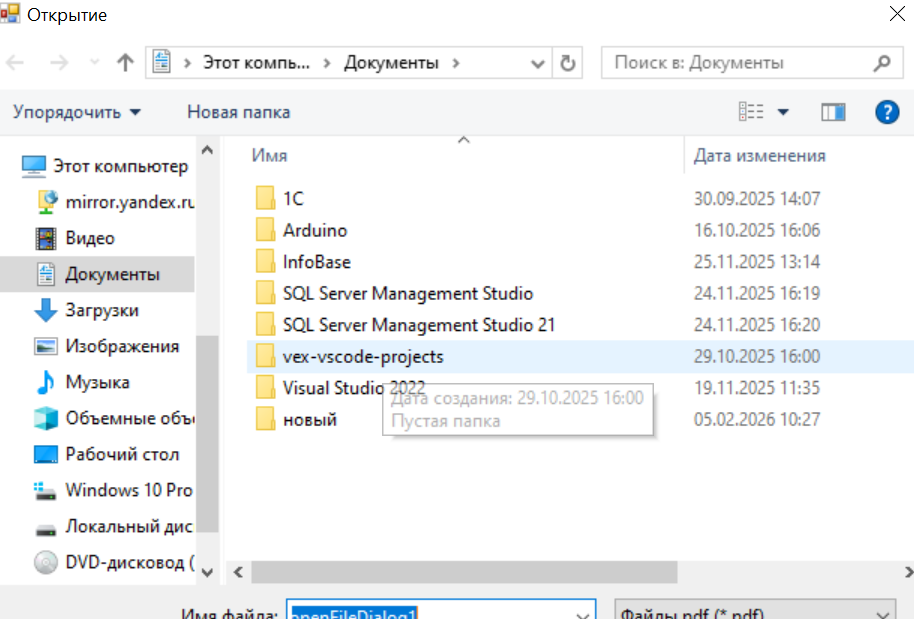 Открытие
Этот компь... Документы
Поиск в: Документы
Упорядочить Новая папка
Имя Дата изменения
Этот компьютер
mirror.yandex.ru
Видео
Документы
Загрузки
Изображения
Музыка
Объемные объ
Рабочий стол
Windows 10 Pro
Локальный дис
DVD-дисковод (
1C 30.09.2025 14:07
Arduino 16.10.2025 16:06
InfoBase 25.11.2025 13:14
SQL Server Management Studio 24.11.2025 16:19
SQL Server Management Studio 21 24.11.2025 16:20
vex-vscode-projects 29.10.2025 16:00
Visual Studio 2022 19.11.2025 11:35
новый 05.02.2026 10:27
Дата создания: 29.10.2025 16:00
Пустая папка
Имя файла: openFileDialog1 Файлы pdf (*.pdf)